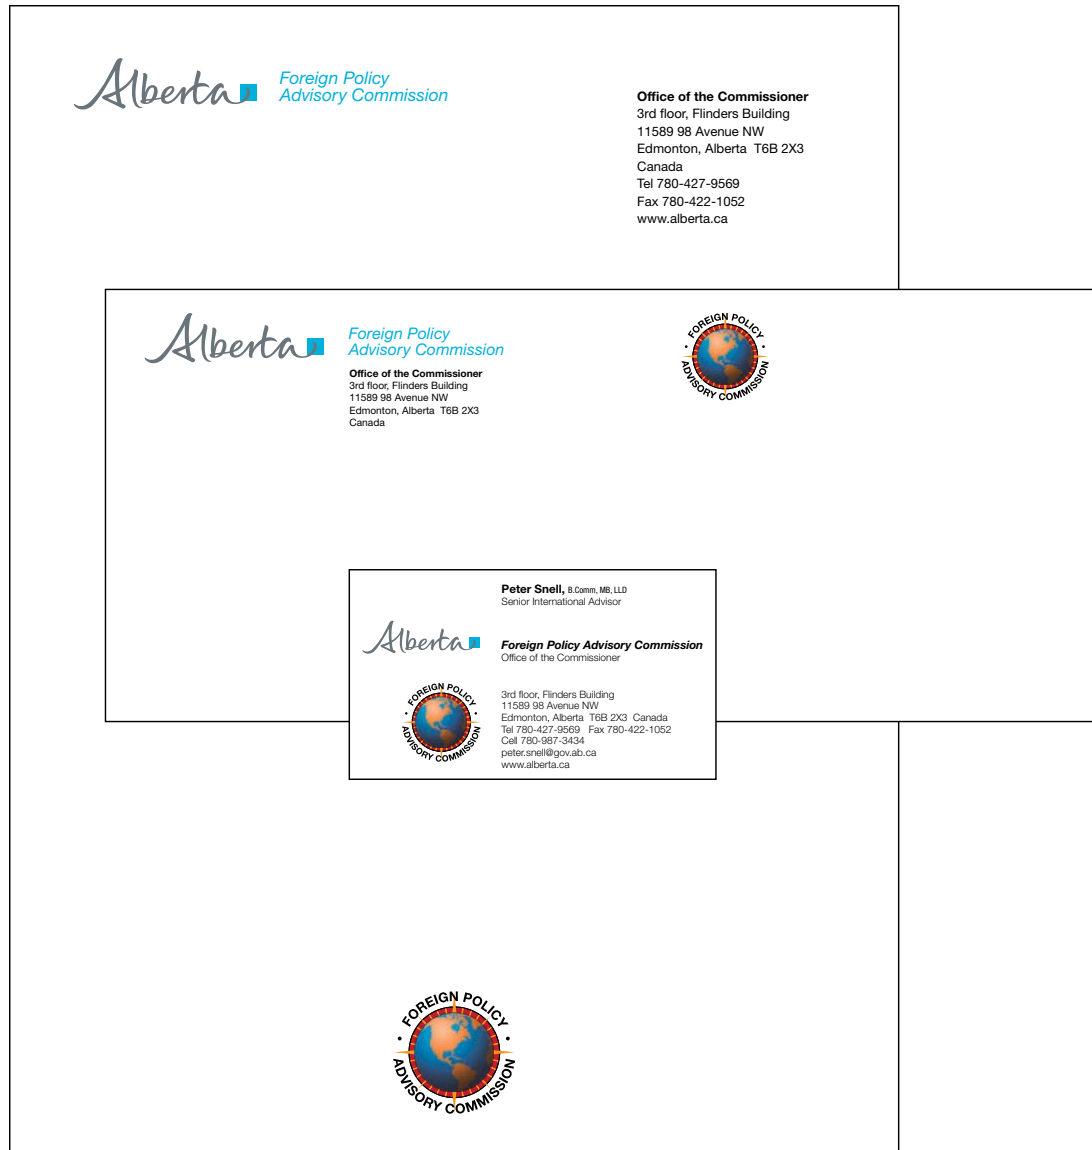 Alberta
Foreign Policy
Advisory Commission
Office of the Commissioner
3rd floor, Flinders Building
11589 98 Avenue NW
Edmonton, Alberta  T6B 2X3
Canada
Tel 780-427-9569
Fax 780-422-1052
www.alberta.ca
Alberta
Foreign Policy
Advisory Commission
Office of the Commissioner
3rd floor, Flinders Building
11589 98 Avenue NW
Edmonton, Alberta  T6B 2X3
Canada
• FOREIGN POLICY •
ADVISORY COMMISSION
Peter Snell, B.Comm, MB, LLD
Senior International Advisor
Alberta
Foreign Policy Advisory Commission
Office of the Commissioner
• FOREIGN POLICY •
ADVISORY COMMISSION
3rd floor, Flinders Building
11589 98 Avenue NW
Edmonton, Alberta  T6B 2X3  Canada
Tel 780-427-9569   Fax 780-422-1052
Cell 780-987-3434
peter.snell@gov.ab.ca
www.alberta.ca
• FOREIGN POLICY •
ADVISORY COMMISSION